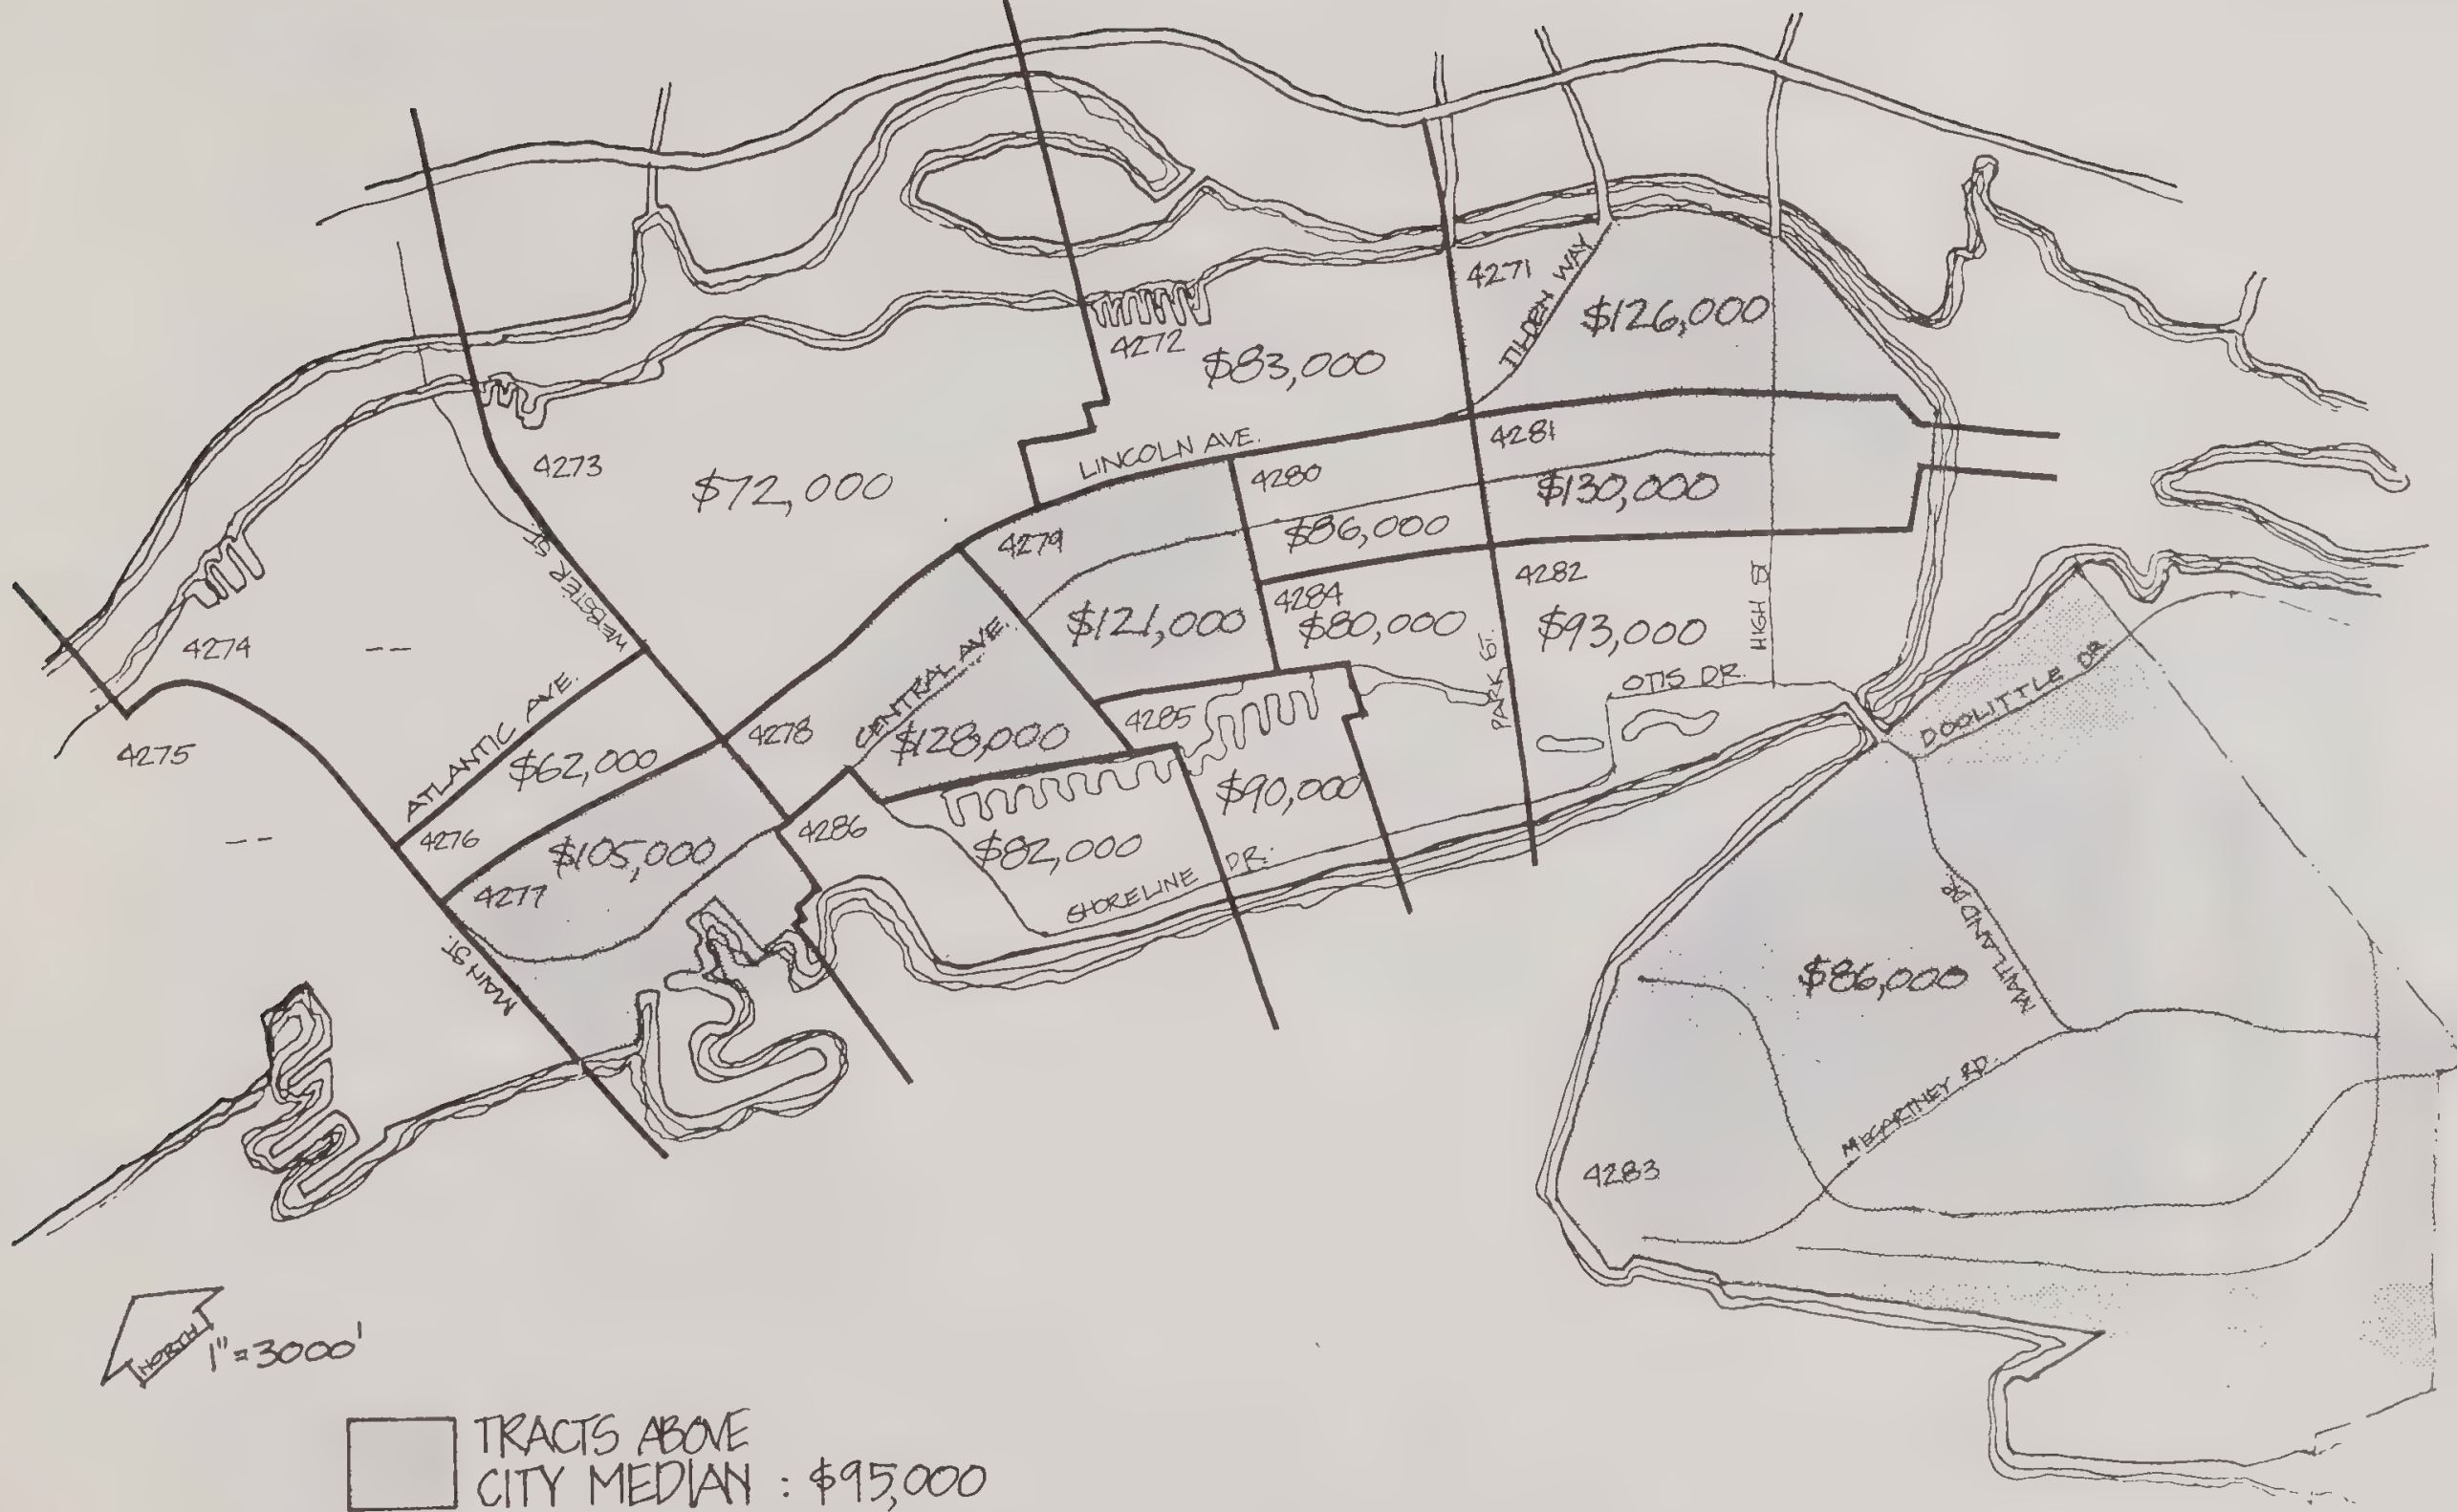 4271
TILDEN WAY
$126,000
4272
$83,000
4273
$72,000
LINCOLN AVE.
4281
4280
$130,000
$86,000
4279
WEBSTER ST.
4282
HIGH ST
4274
--
4284
$121,000
$80,000
$93,000
CENTRAL AVE.
PARK ST.
OTIS DR.
DOOLITTLE DR
4275
ATLANTIC AVE.
$62,000
4278
$128,000
4285
$90,000
--
4276
$105,000
4286
$82,000
SHORELINE DR.
4277
MAIN ST.
MAITLAND DR
$86,000
MECARTNEY RD.
4283
NORTH
1"=3000'
TRACTS ABOVE
CITY MEDIAN : $95,000